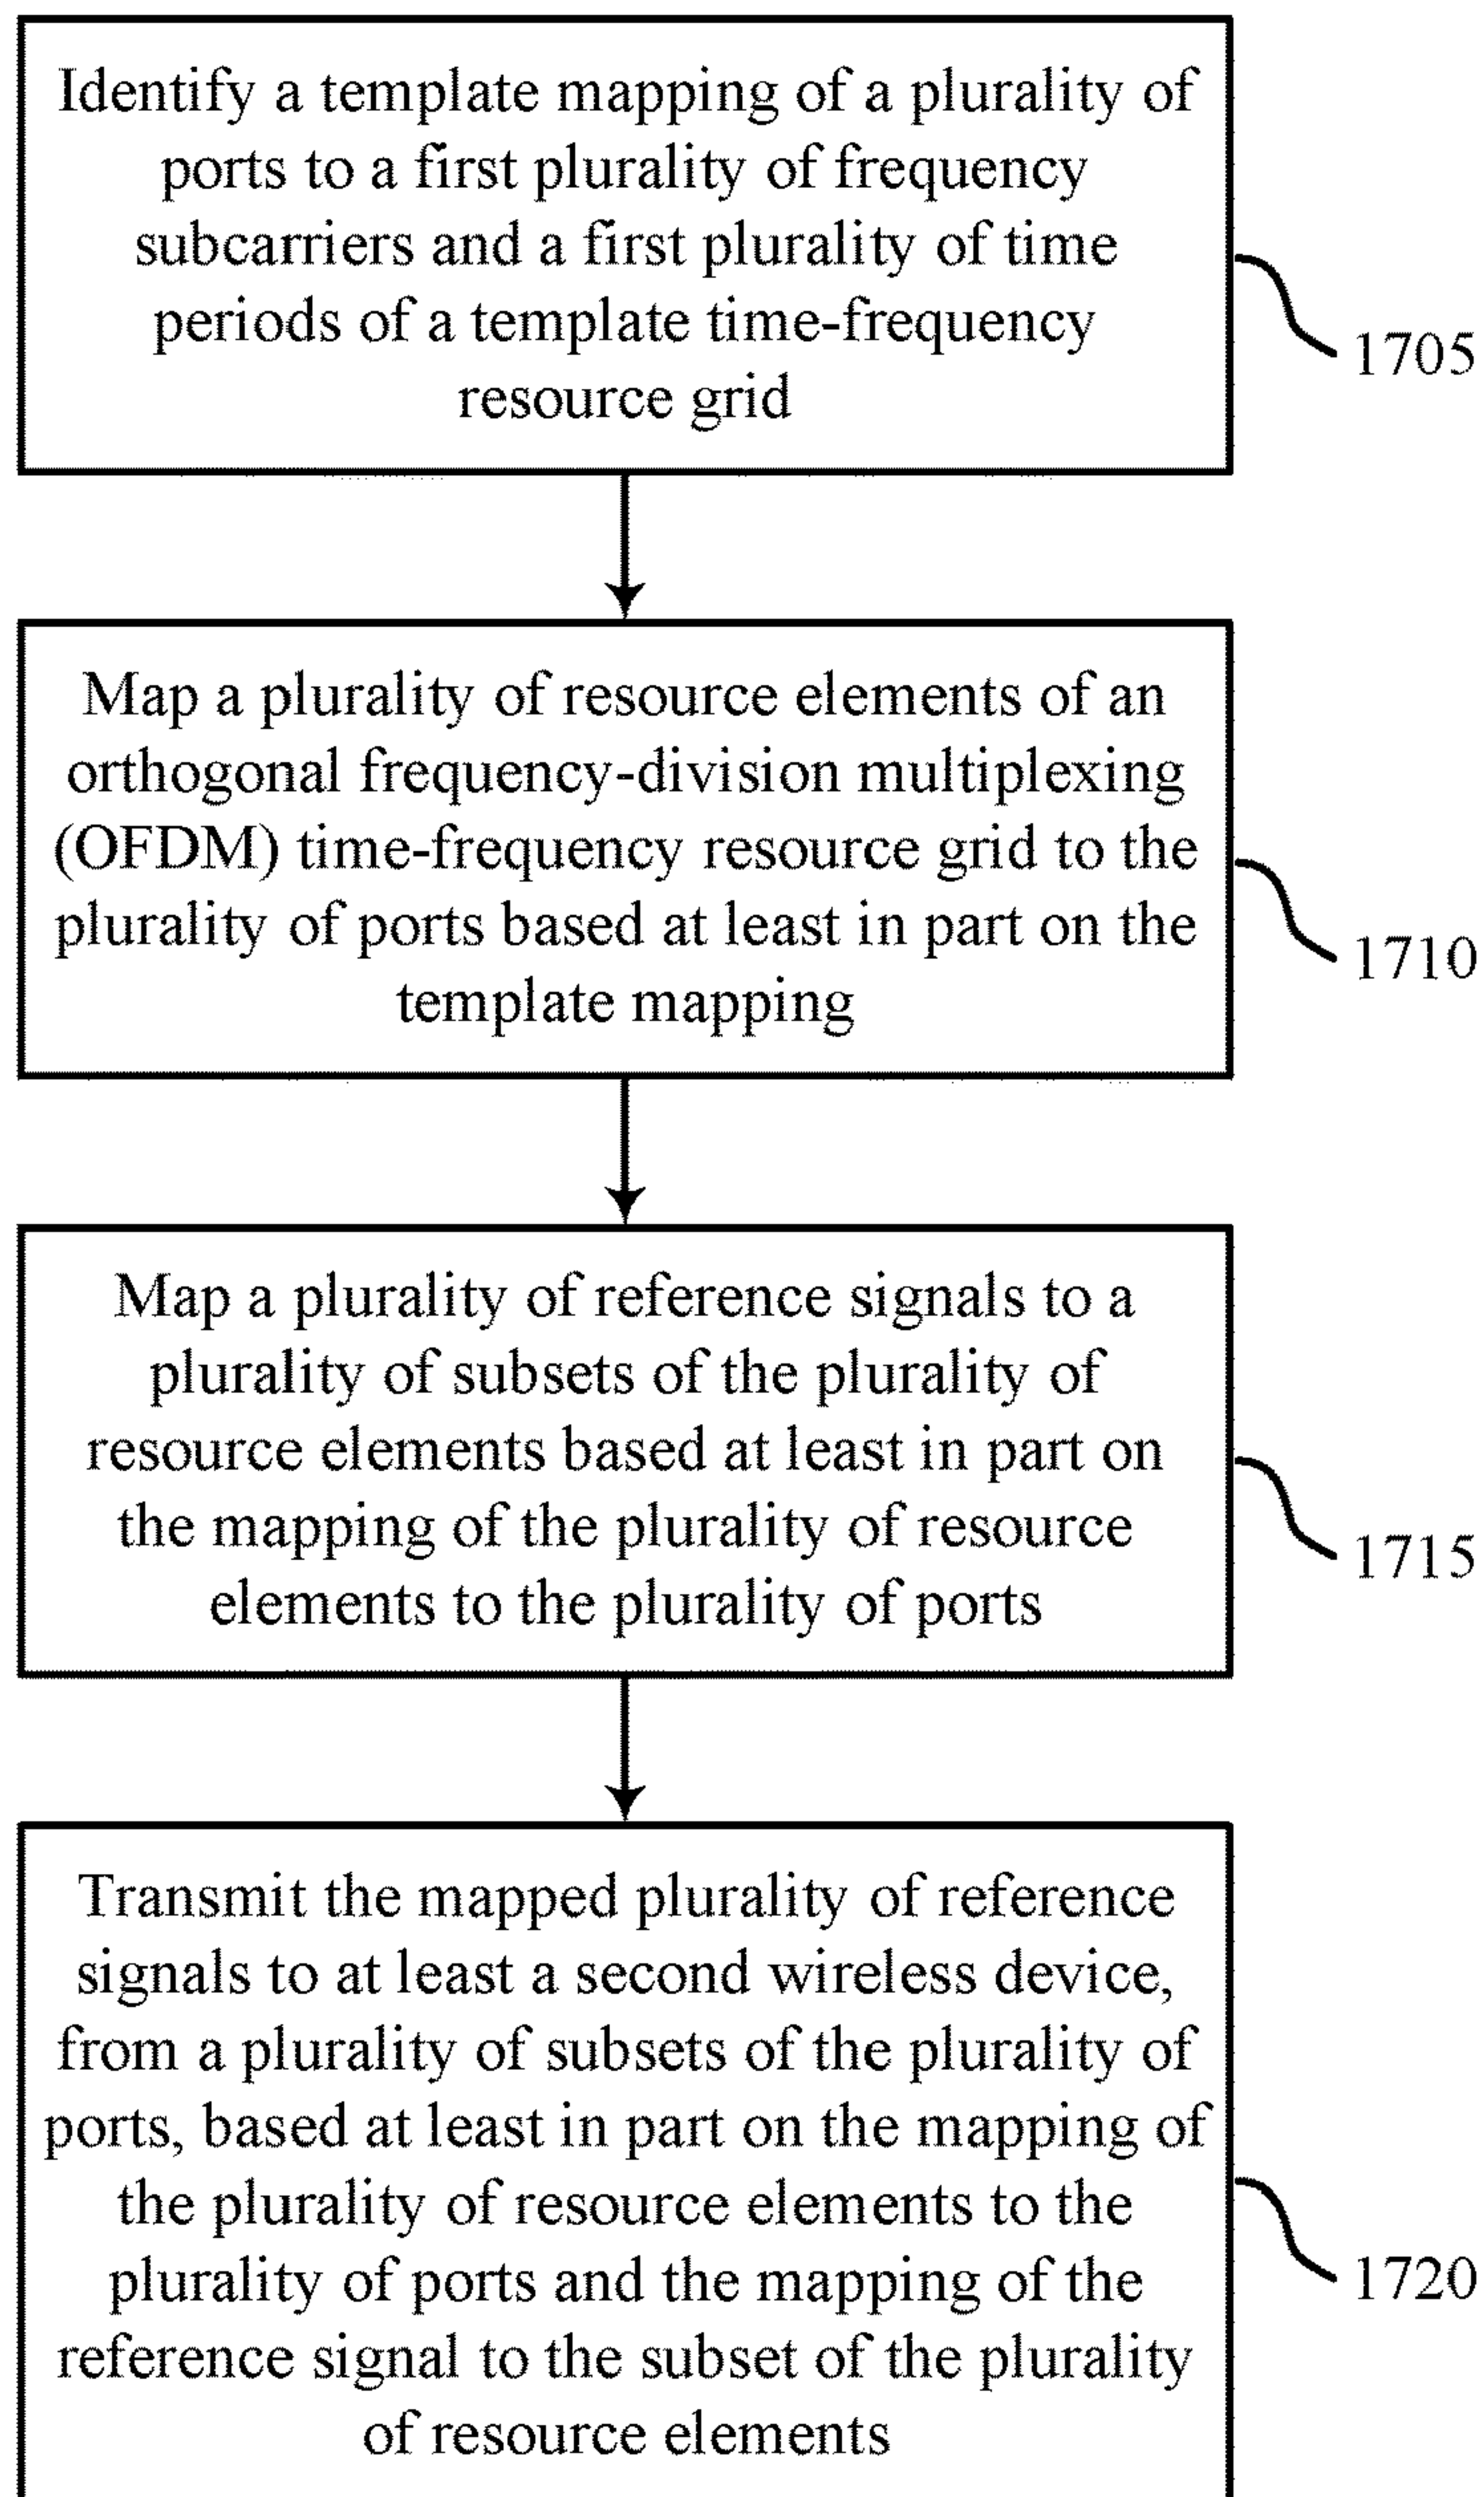 Identify a template mapping of a plurality of
ports to a first plurality of frequency
subcarriers and a first plurality of time
periods of a template time-frequency
resource grid
1705
Map a plurality of resource elements of an
orthogonal frequency-division multiplexing
(OFDM) time-frequency resource grid to the
plurality of ports based at least in part on the
template mapping
1710
Map a plurality of reference signals to a
plurality of subsets of the plurality of
resource elements based at least in part on
the mapping of the plurality of resource
elements to the plurality of ports
1715
Transmit the mapped plurality of reference
signals to at least a second wireless device,
from a plurality of subsets of the plurality of
ports, based at least in part on the mapping of
the plurality of resource elements to the
plurality of ports and the mapping of the
reference signal to the subset of the plurality
of resource elements
1720